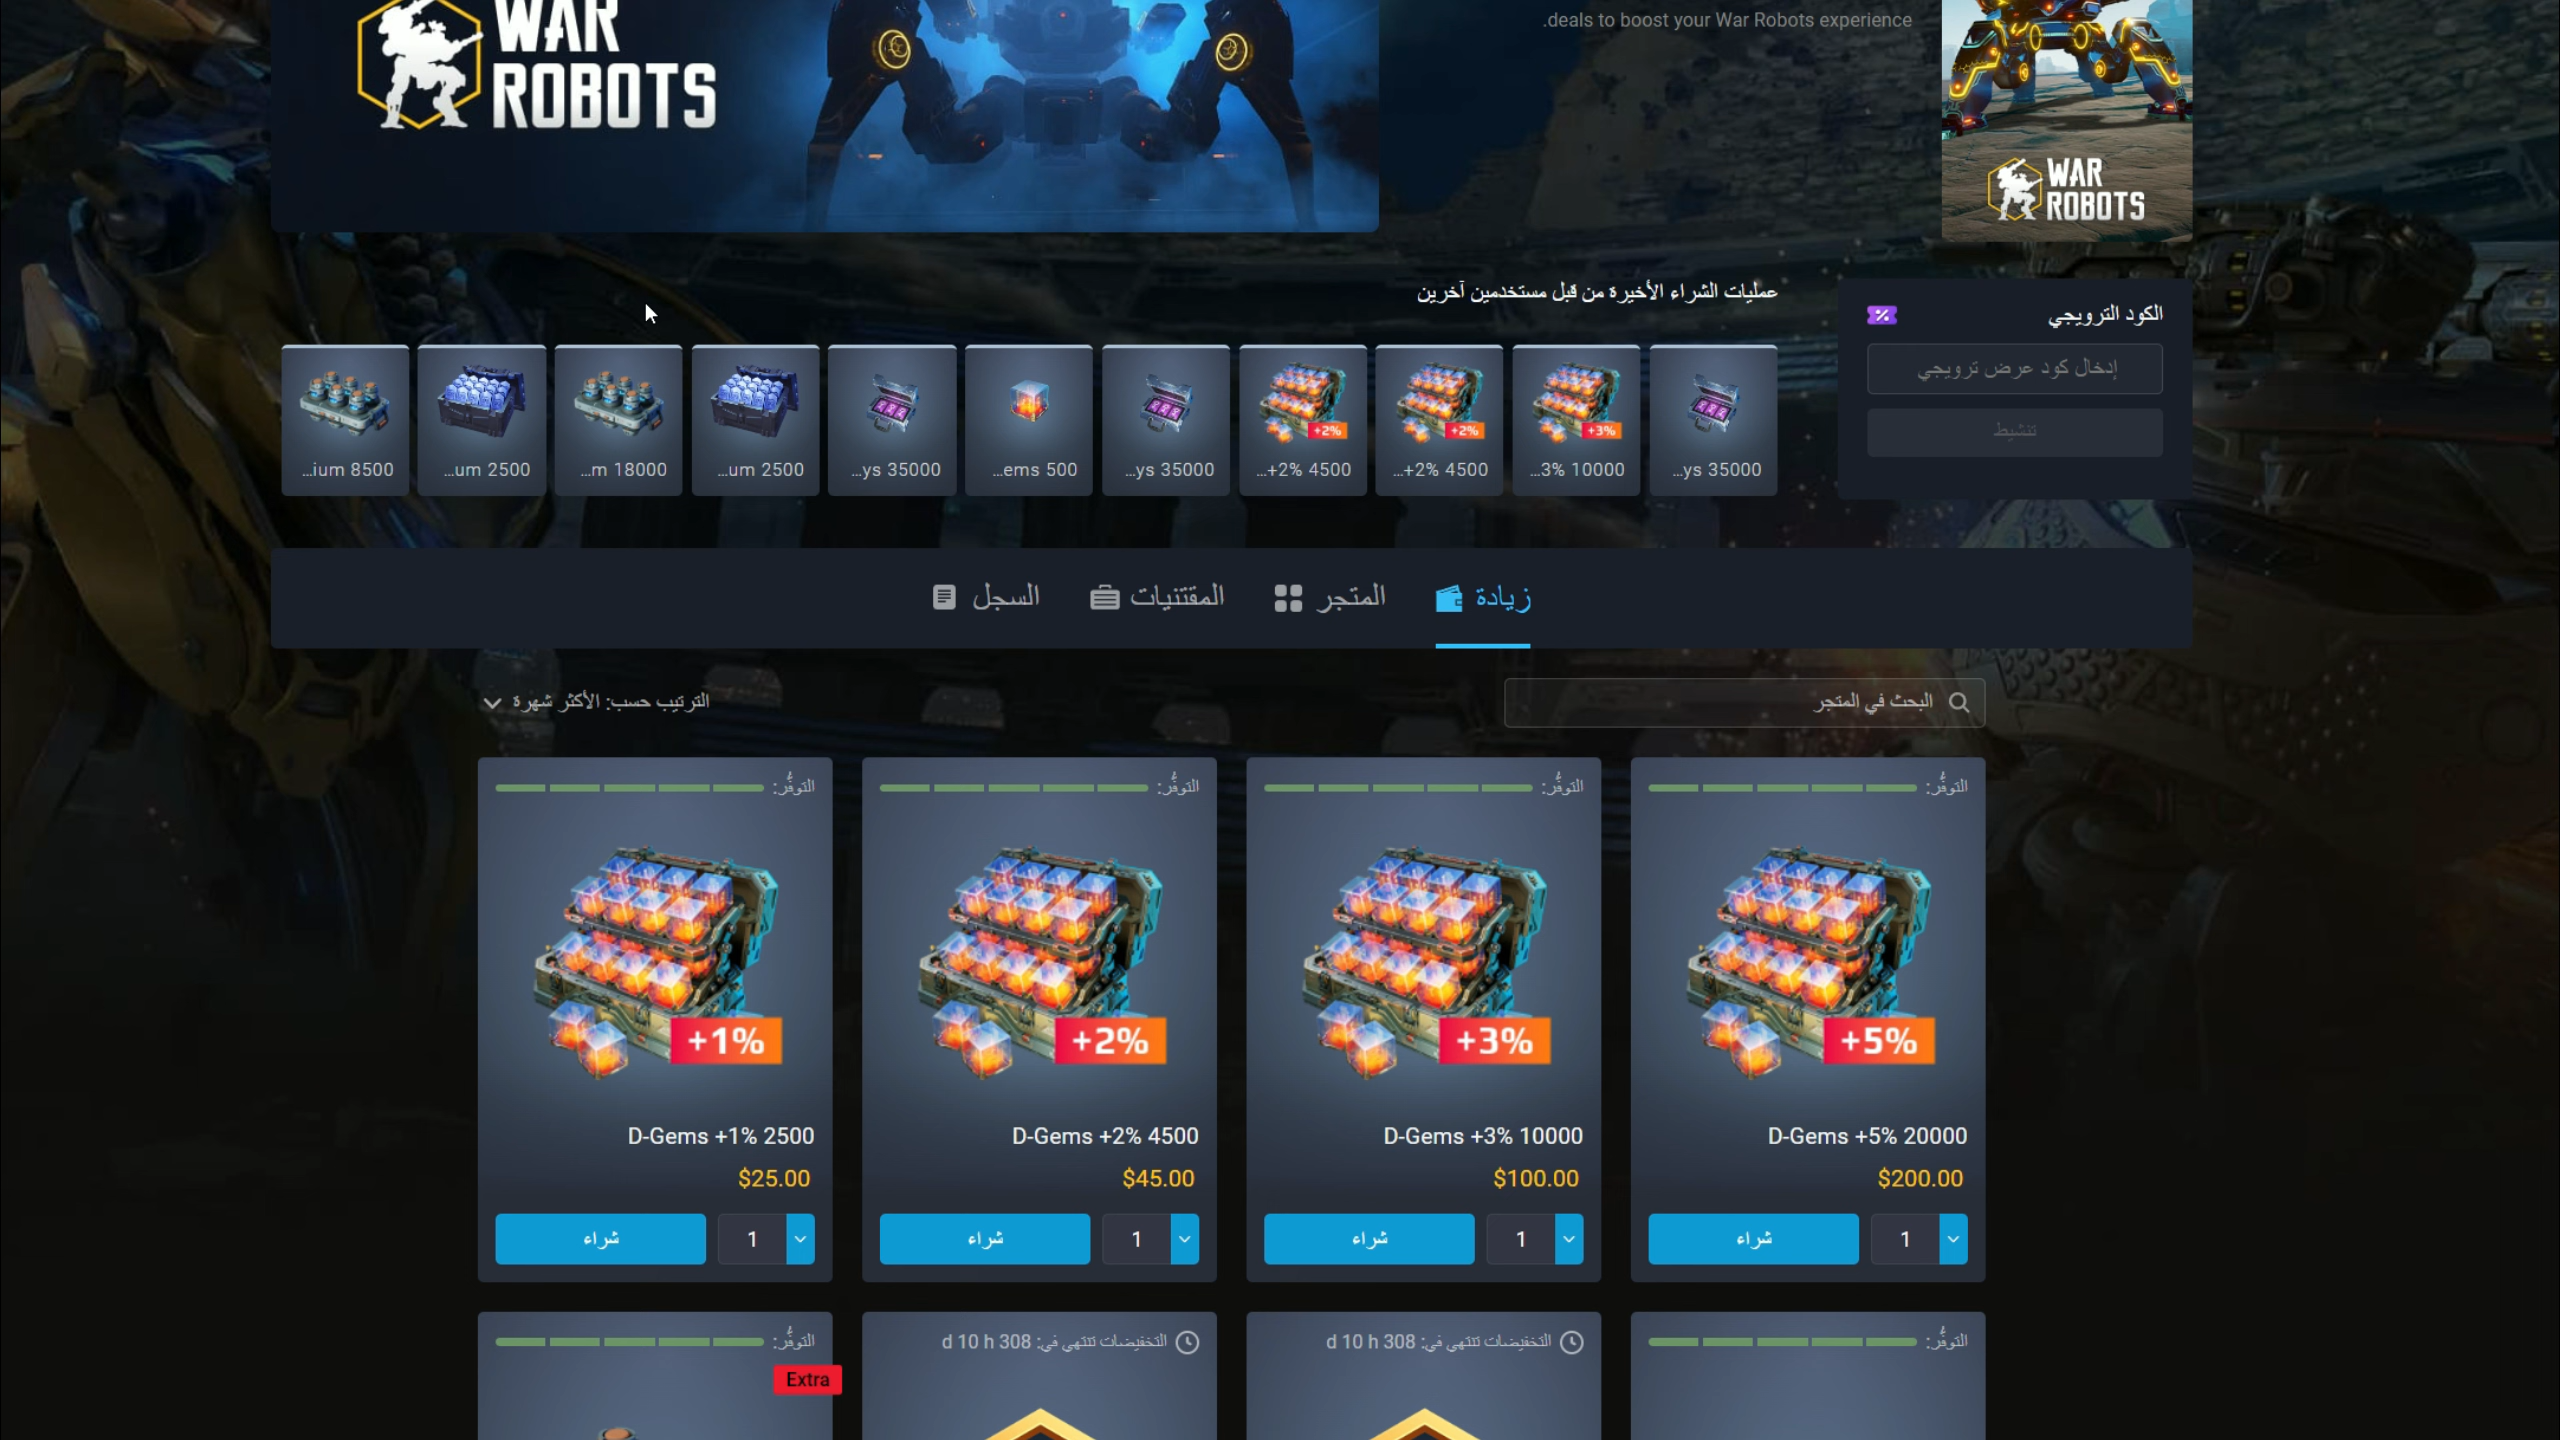 WAR
ROBOTS
deals to boost your War Robots experience.
WAR
ROBOTS
عمليات الشراء الأخيرة من قبل مستخدمين آخرين
الكود الترويجي
إدخال كود عرض ترويجي
تنشيط
+2%
+2%
+3%
...ys 35000
...3% 10000
...+2% 4500
...+2% 4500
...ys 35000
...ems 500
...ys 35000
...um 2500
...m 18000
...um 2500
...ium 8500
زيادة
المتجر
المقتنيات
السجل
البحث في المتجر
الترتيب حسب: الأكثر شهرة
التوفُّر:
التوفُّر:
التوفُّر:
التوفُّر:
+5%
+3%
+2%
+1%
D-Gems +5% 20000
D-Gems +3% 10000
D-Gems +2% 4500
D-Gems +1% 2500
$200.00
$100.00
$45.00
$25.00
1
شراء
1
شراء
1
شراء
1
شراء
التوفُّر:
التخفيضات تنتهي في: 308 d 10 h
التخفيضات تنتهي في: 308 d 10 h
التوفُّر:
Extra